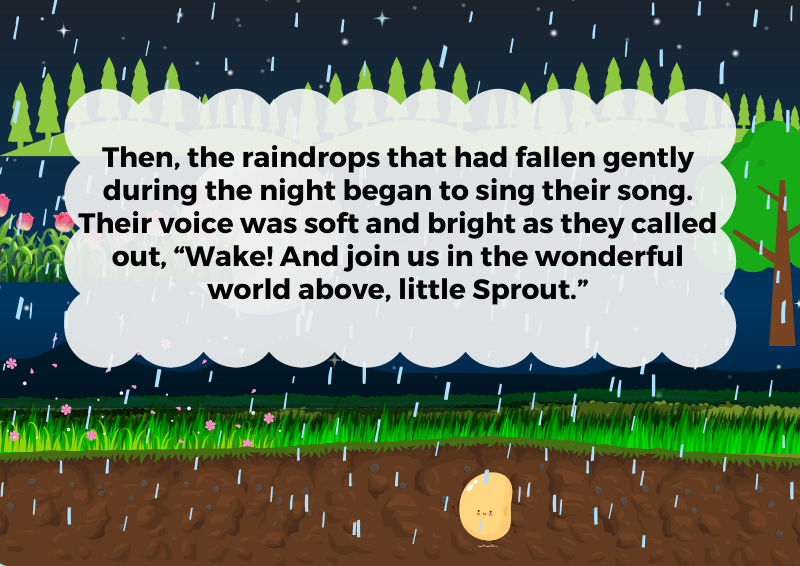 Then, the raindrops that had fallen gently
during the night began to sing their song.
Their voice was soft and bright as they called
out, “Wake! And join us in the wonderful
world above, little Sprout.”